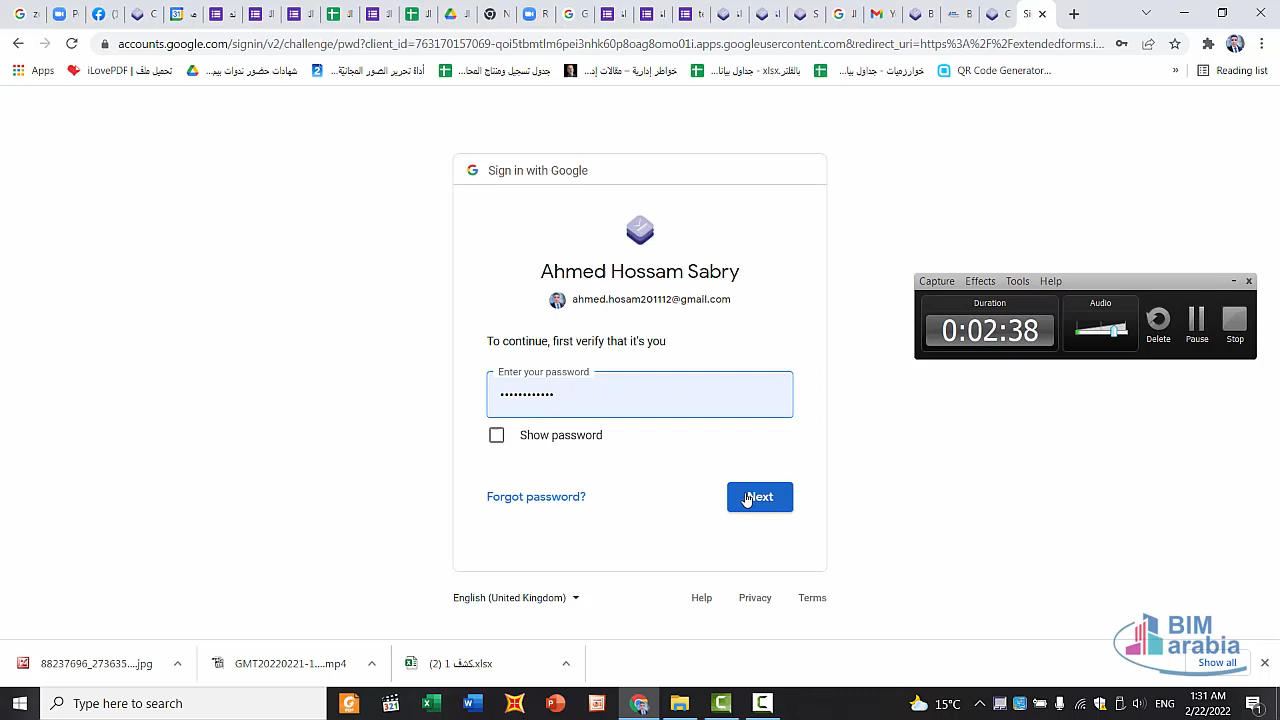 accounts.google.com/signin/v2/challenge/pwd?client_id=763170157069-qe5tbmtlm6pei3nhk60p8oag8omo01i.apps.googleusercontent.com&redirect_uri=https%3A%2F%2Fextendedforms.i...
Apps
iLovePDF | تحميل ملف
شهادات حضور ندوات بيم...
أداة تحرير الصور المجانيّة...
جدول تسجيل ومنتاج المحا...
خواطر إدارية – مقالات إد...
بالفلتر.xlsx - جداول بيا...
خوارزميات - جداول بيا...
QR Code Generator...
»
Reading list
Sign in with Google
Ahmed Hossam Sabry
ahmed.hosam201112@gmail.com
To continue, first verify that it's you
Enter your password
••••••••••••
Show password
Forgot password?
Next
English (United Kingdom)
Help
Privacy
Terms
Capture
Effects
Tools
Help
Duration
0:02:38
Audio
Delete
Pause
Stop
BIM
arabia
88237696_273635....jpg
GMT20220221-1....mp4
كشف 1 (2).xlsx
Show all
Type here to search
15°C
ENG
1:31 AM
2/22/2022